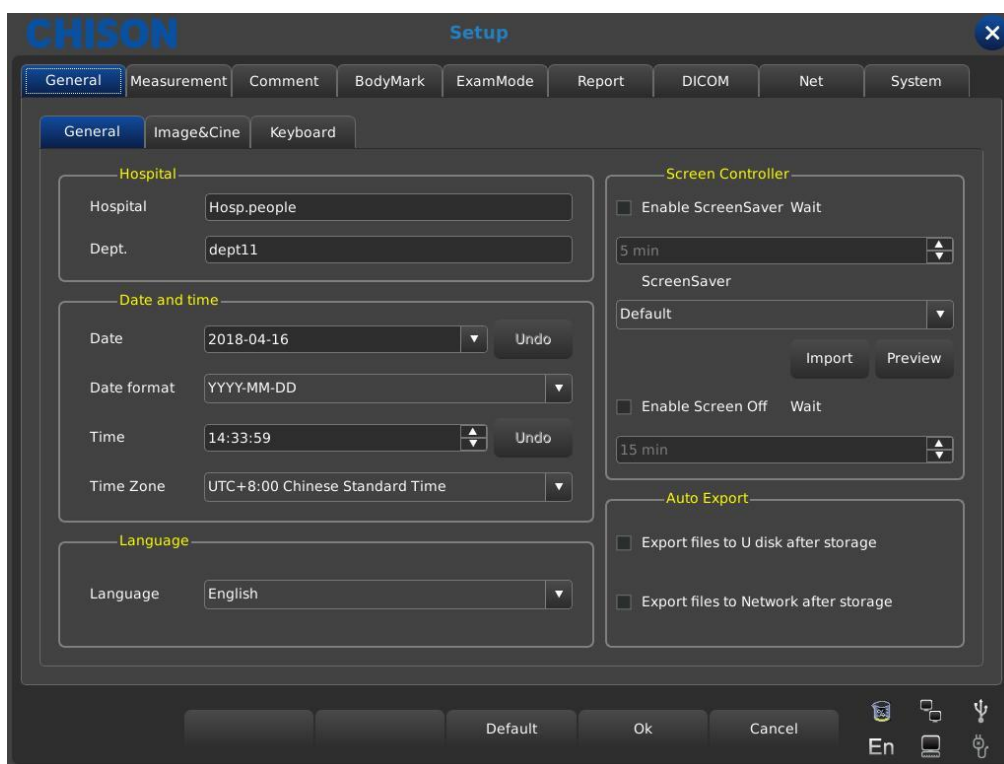 CHISON
Setup
General Measurement Comment BodyMark ExamMode Report DICOM Net System
General Image&Cine Keyboard
Hospital
Hospital Hosp.people
Dept. dept11
Date and time
Date 2018-04-16 Undo
Date format YYYY-MM-DD
Time 14:33:59 Undo
Time Zone UTC+8:00 Chinese Standard Time
Language
Language English
Screen Controller
Enable ScreenSaver Wait
5 min
ScreenSaver
Default
Import Preview
Enable Screen Off Wait
15 min
Auto Export
Export files to U disk after storage
Export files to Network after storage
Default Ok Cancel
En